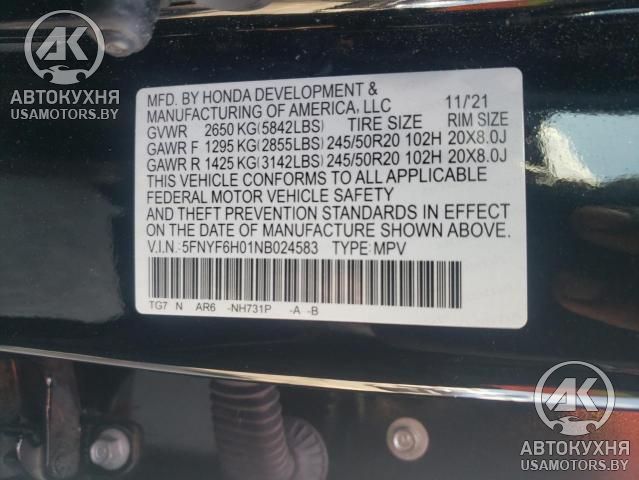 АК
АВТОКУХНЯ
USAMOTORS.BY
MFD. BY HONDA DEVELOPMENT &
MANUFACTURING OF AMERICA, LLC 11/'21
GVWR 2650 KG(5842LBS) TIRE SIZE RIM SIZE
GAWR F 1295 KG(2855LBS) 245/50R20 102H 20X8.0J
GAWR R 1425 KG(3142LBS) 245/50R20 102H 20X8.0J
THIS VEHICLE CONFORMS TO ALL APPLICABLE
FEDERAL MOTOR VEHICLE SAFETY
AND THEFT PREVENTION STANDARDS IN EFFECT
ON THE DATE OF MANUFACTURE SHOWN ABOVE.
V.I.N.: 5FNYF6H01NB024583 TYPE: MPV
TG7 N AR6 -NH731P -A -B
АК
АВТОКУХНЯ
USAMOTORS.BY